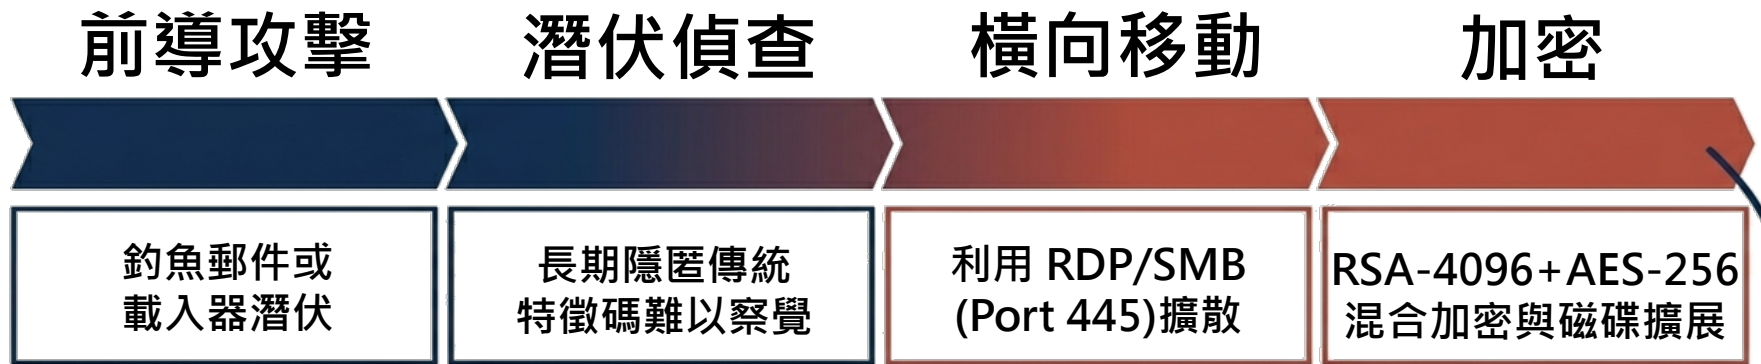 前導攻擊
潛伏偵查
橫向移動
加密
釣魚郵件或
載入器潛伏
長期隱匿傳統
特徵碼難以察覺
利用 RDP/SMB
(Port 445)擴散
RSA-4096+AES-256
混合加密與磁碟擴展